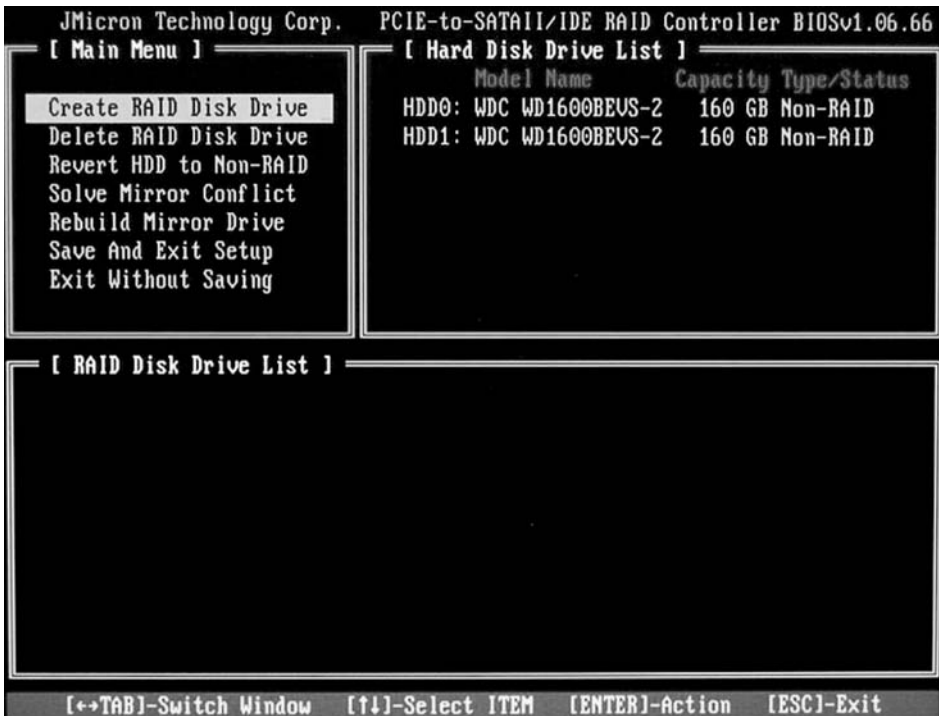 JMicron Technology Corp. PCIE-to-SATAII/IDE RAID Controller BIOSv1.06.66
[ Main Menu ]
Create RAID Disk Drive
Delete RAID Disk Drive
Revert HDD to Non-RAID
Solve Mirror Conflict
Rebuild Mirror Drive
Save And Exit Setup
Exit Without Saving
[ Hard Disk Drive List ]
Model Name Capacity Type/Status
HDD0: WDC WD1600BEVS-2 160 GB Non-RAID
HDD1: WDC WD1600BEVS-2 160 GB Non-RAID
[ RAID Disk Drive List ]
[↔TAB]-Switch Window [↑↓]-Select ITEM [ENTER]-Action [ESC]-Exit